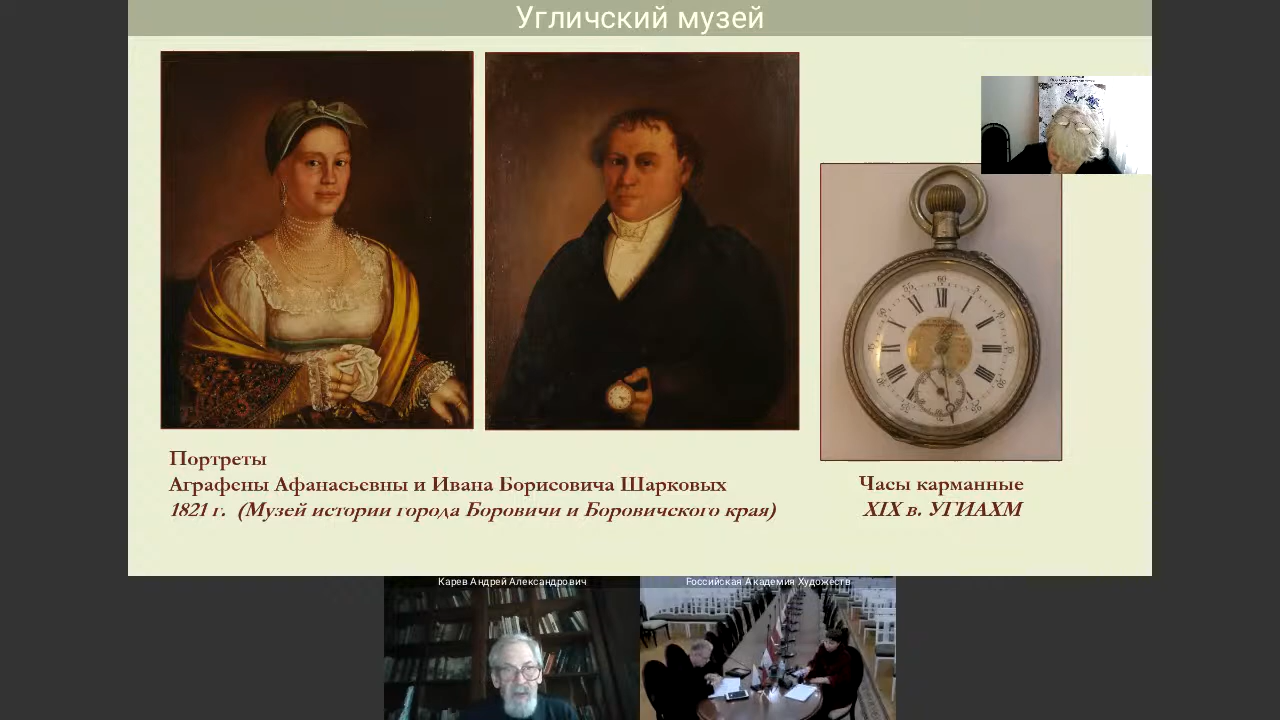 Угличский музей
Портреты
Аграфены Афанасьевны и Ивана Борисовича Шарковых
1821 г. (Музей истории города Боровичи и Боровичского края)
Часы карманные
XIX в. УГИАХМ
Карев Андрей Александрович
Российская Академия Художеств